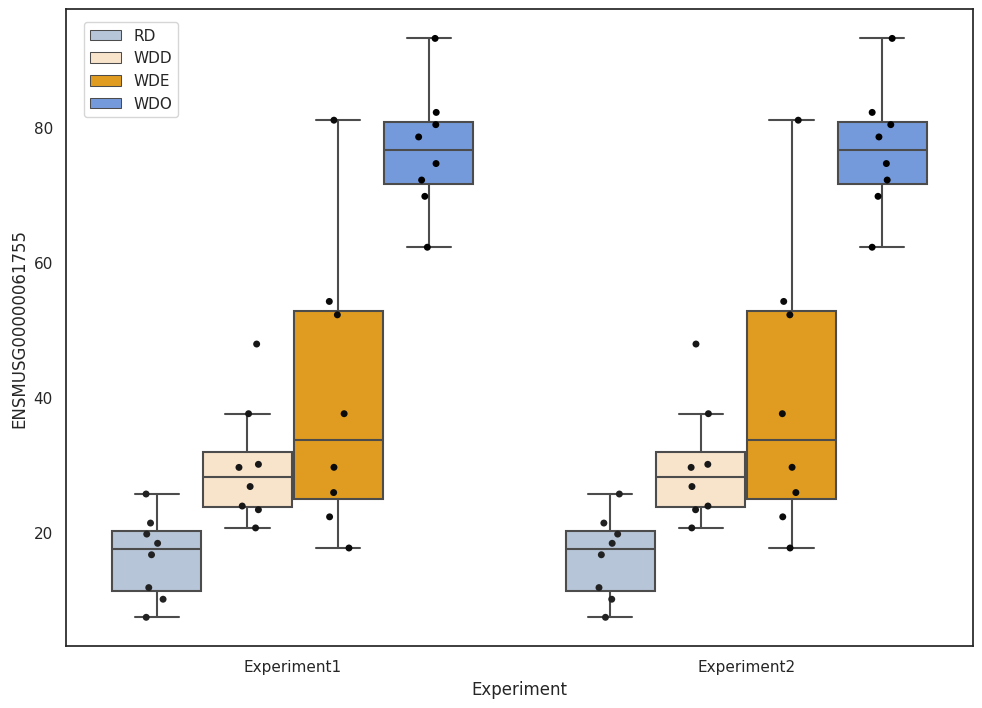 RD
WDD
WDE
WDO
80
60
40
20
ENSMUSG00000061755
Experiment1
Experiment2
Experiment